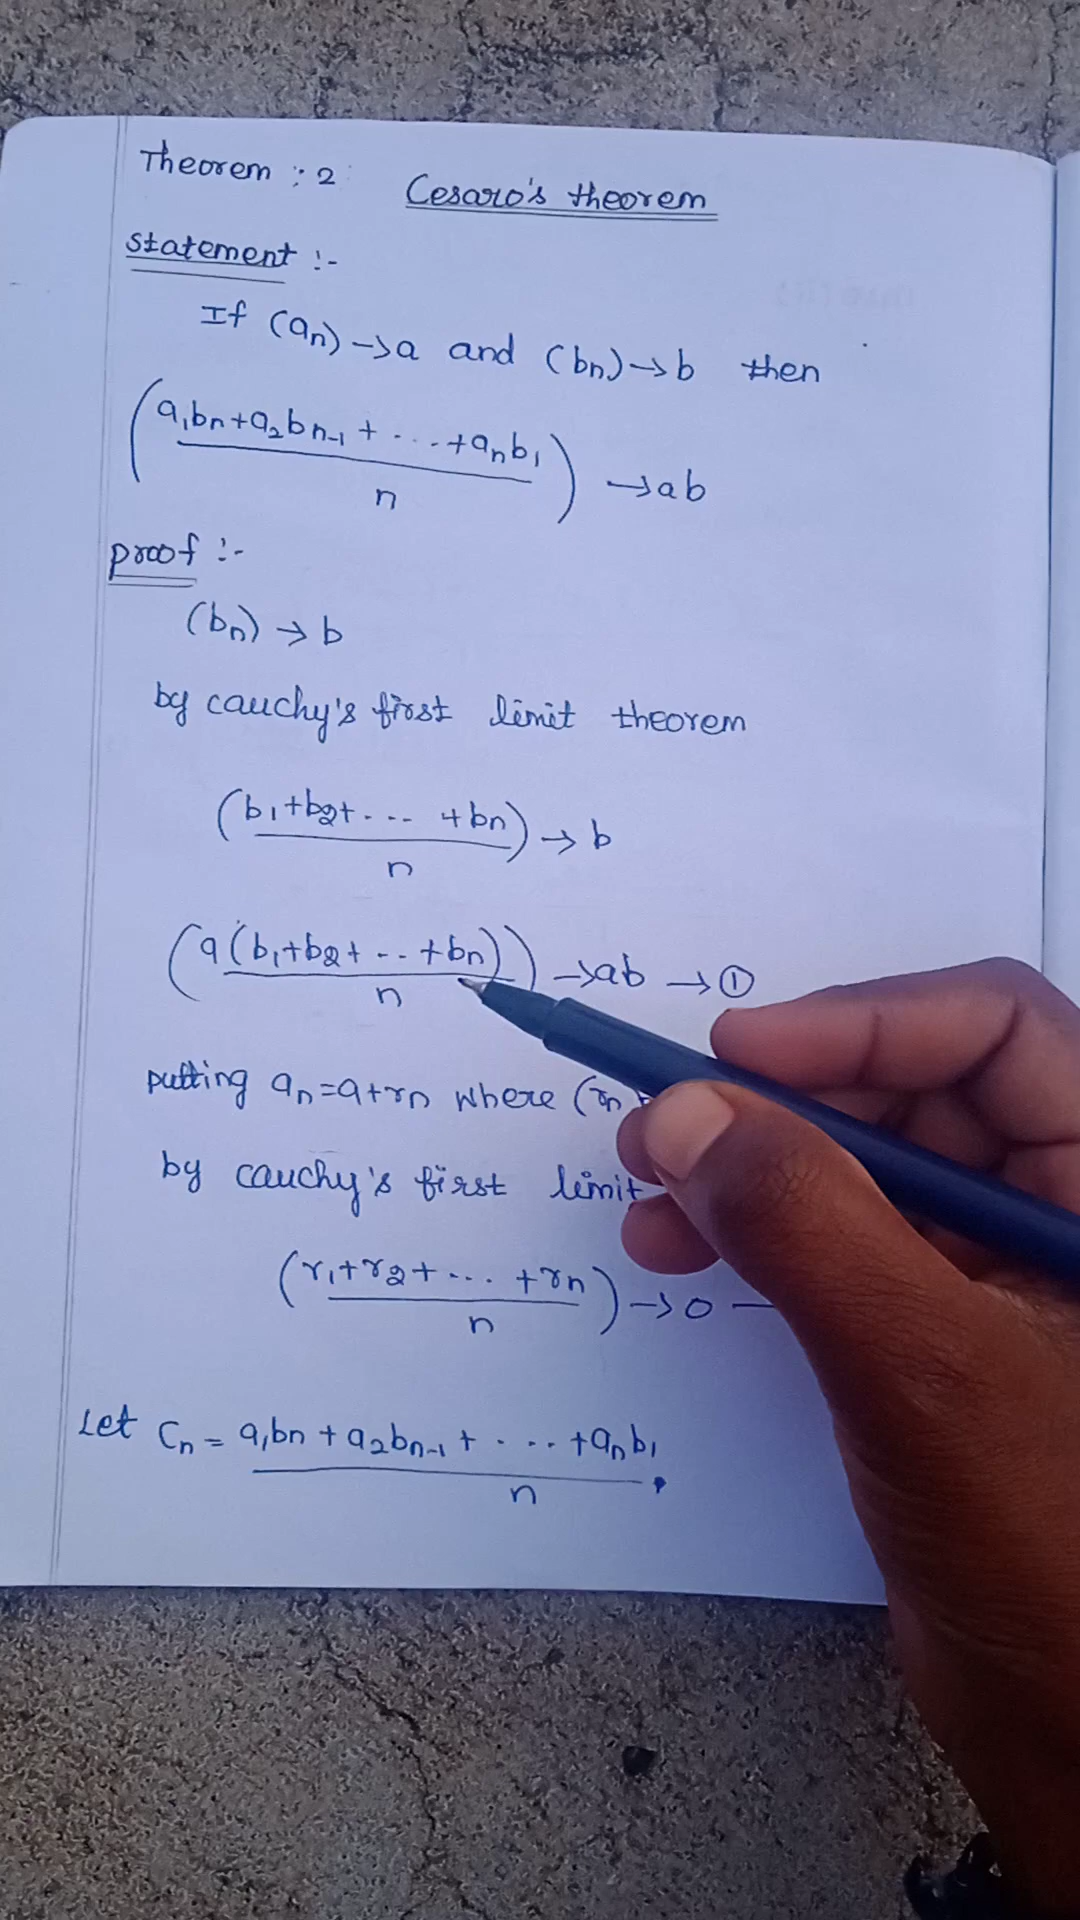 Theorem : 2
Cesaro's theorem
Statement :-
If (an) → a and (bn) → b then
(a1bn + a2bn-1 + ... + anb1 / n) → ab
proof :-
(bn) → b
by cauchy's first limit theorem
(b1 + b2 + ... + bn / n) → b
(a(b1 + b2 + ... + bn) / n) → ab → ①
putting an = a + rn where (rn
by cauchy's first limit
(r1 + r2 + ... + rn / n) → 0 —
Let Cn = a1bn + a2bn-1 + ... + anb1 / n